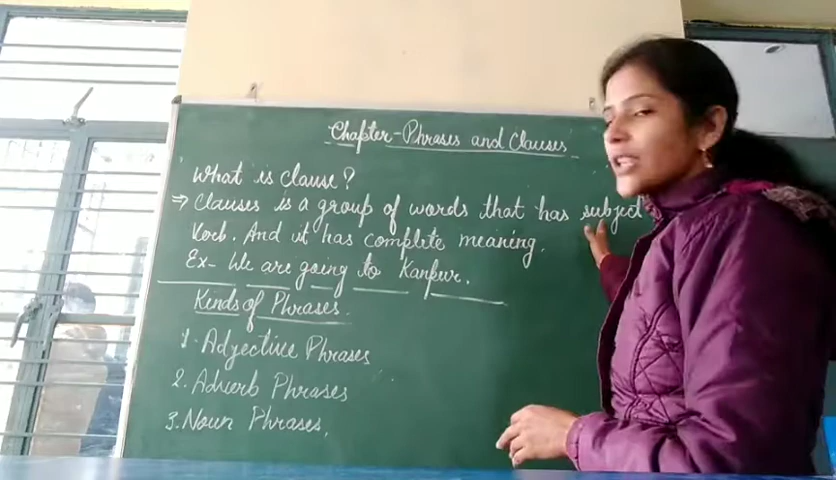 Chapter-Phrases and Clauses
What is Clause?
⇒ Clauses is a group of words that has subject
Verb. And it has complete meaning.
Ex- We are going to Kanpur.
Kinds of Phrases.
1. Adjective Phrases
2. Adverb Phrases
3. Noun Phrases,